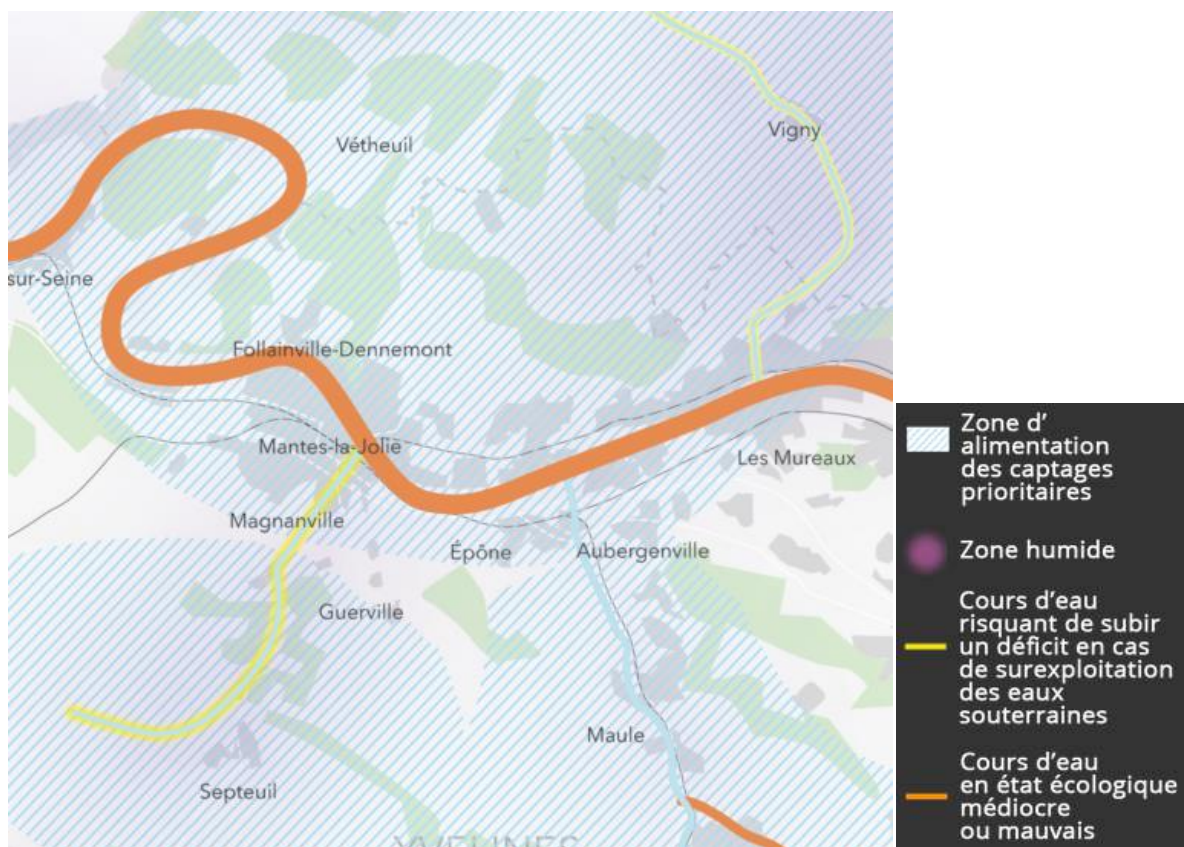 Vétheuil
Vigny
sur-Seine
Follainville-Dennemont
Mantes-la-Jolie
Les Mureaux
Magnanville
Épône
Aubergenville
Guerville
Maule
Septeuil
YVELINES
Zone d’
alimentation
des captages
prioritaires
Zone humide
Cours d’eau
risquant de subir
un déficit en cas
de surexploitation
des eaux
souterraines
Cours d’eau
en état écologique
médiocre
ou mauvais